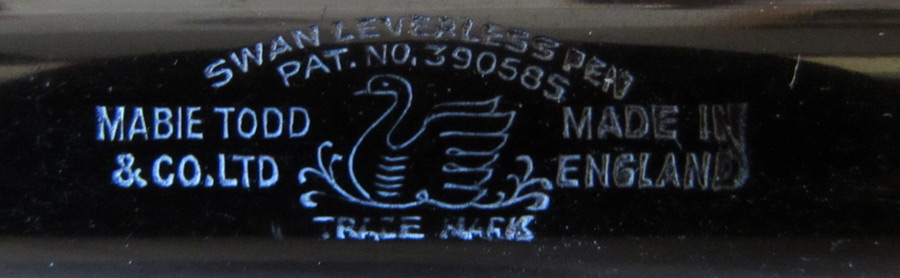 SWAN LEVERLESS PEN
PAT. NO. 390585
MABIE TODD
& CO. LTD
MADE IN
ENGLAND
TRADE MARK